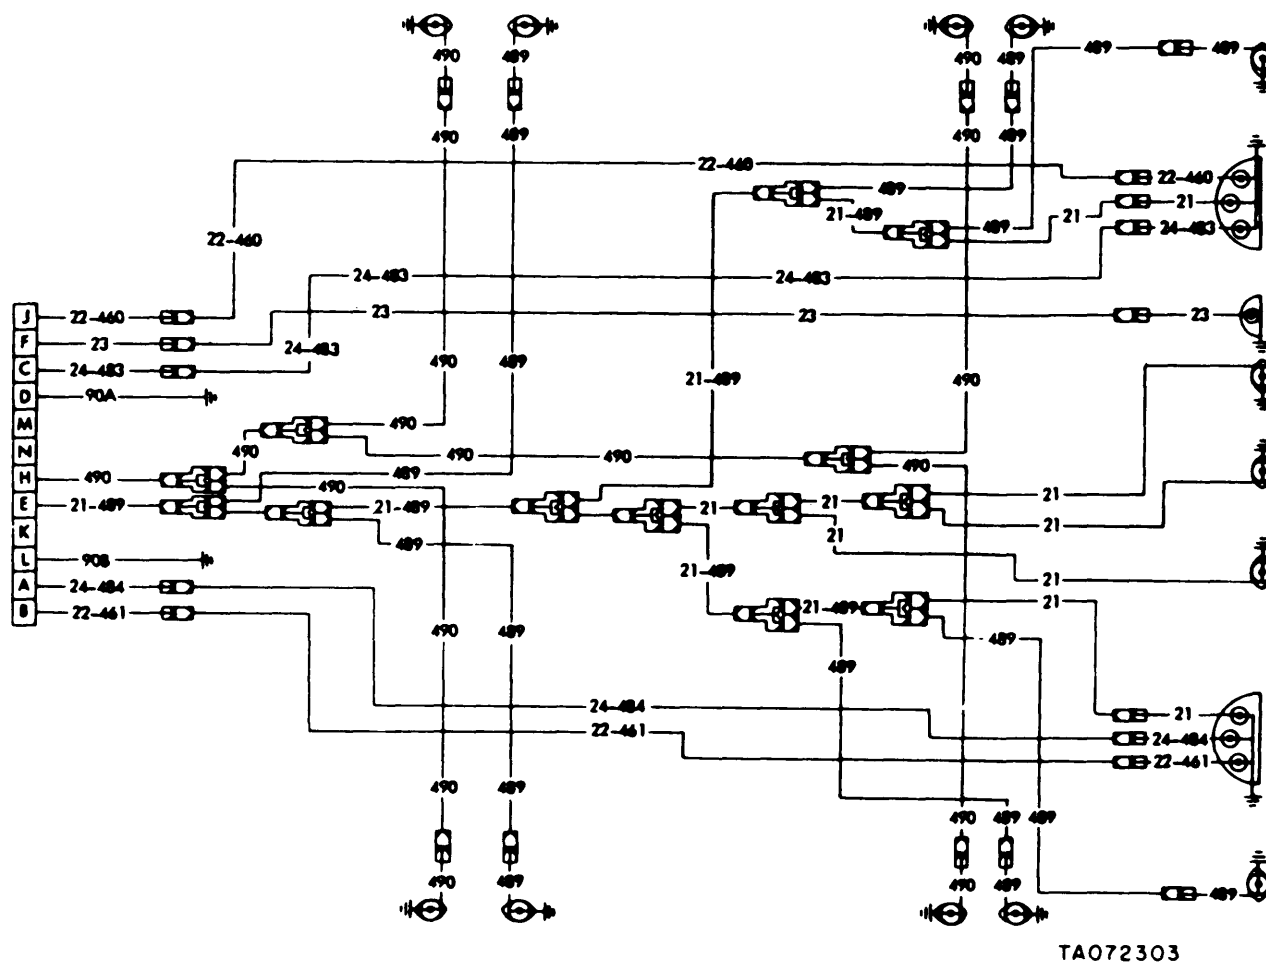 490 489 490 489 489 489
490 489 490 489
22-460 22-460
489 21
21-489 21 489 24-483
22-460
24-483 24-483
J 22-460
23 23 23
F 23
24-483
C 24-483 490 489 21-489 490
D 90A
M 490
N 490 490 490
H 490 489 490
490 21
E 21-489 21-489 21 21
21
K 489 21
L 90B 21-489 21
A 24-484
B 22-461 21-489 21
490 489 489
489
24-484 21
22-461 24-484
22-461
490 489
490 489 489
490 489 490 489 489
TA072303